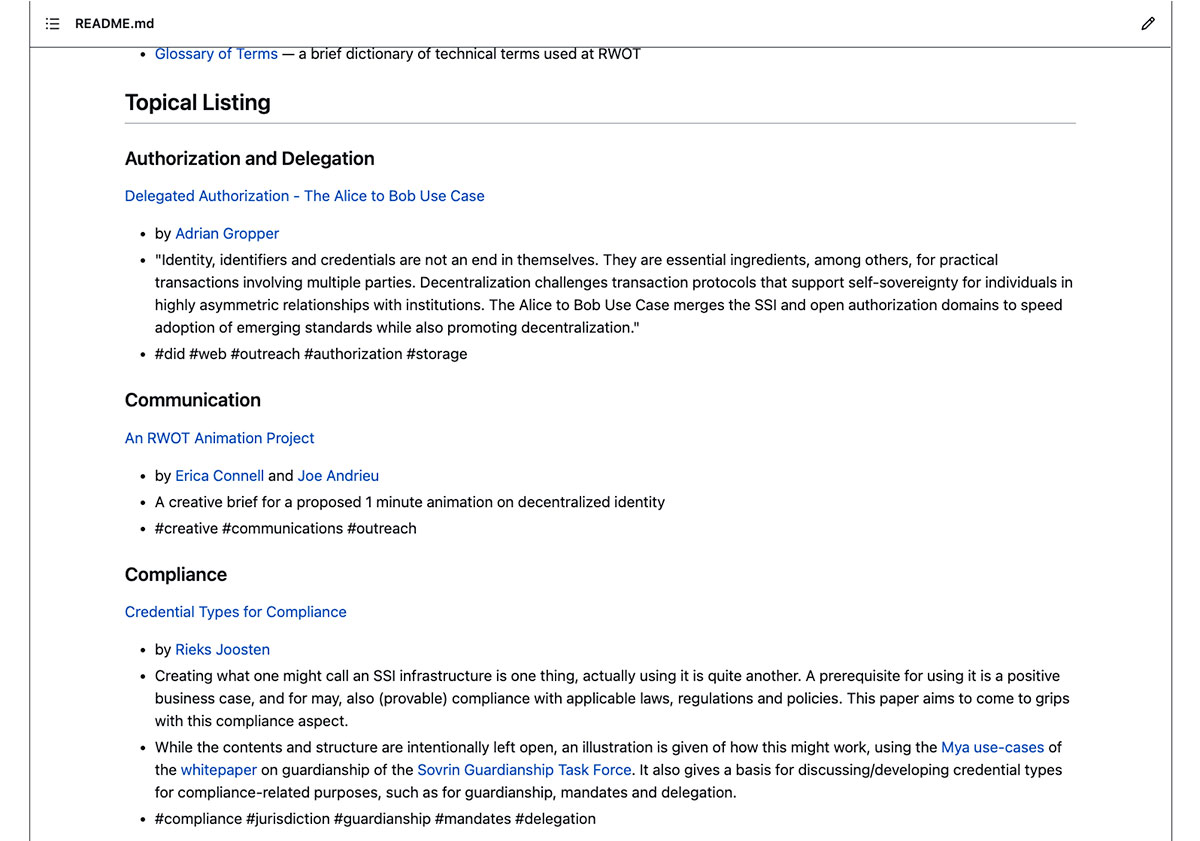 README.md
• Glossary of Terms — a brief dictionary of technical terms used at RWOT
Topical Listing
Authorization and Delegation
Delegated Authorization - The Alice to Bob Use Case
• by Adrian Gropper
• "Identity, identifiers and credentials are not an end in themselves. They are essential ingredients, among others, for practical
transactions involving multiple parties. Decentralization challenges transaction protocols that support self-sovereignty for individuals in
highly asymmetric relationships with institutions. The Alice to Bob Use Case merges the SSI and open authorization domains to speed
adoption of emerging standards while also promoting decentralization."
• #did #web #outreach #authorization #storage
Communication
An RWOT Animation Project
• by Erica Connell and Joe Andrieu
• A creative brief for a proposed 1 minute animation on decentralized identity
• #creative #communications #outreach
Compliance
Credential Types for Compliance
• by Rieks Joosten
• Creating what one might call an SSI infrastructure is one thing, actually using it is quite another. A prerequisite for using it is a positive
business case, and for may, also (provable) compliance with applicable laws, regulations and policies. This paper aims to come to grips
with this compliance aspect.
• While the contents and structure are intentionally left open, an illustration is given of how this might work, using the Mya use-cases of
the whitepaper on guardianship of the Sovrin Guardianship Task Force. It also gives a basis for discussing/developing credential types
for compliance-related purposes, such as for guardianship, mandates and delegation.
• #compliance #jurisdiction #guardianship #mandates #delegation